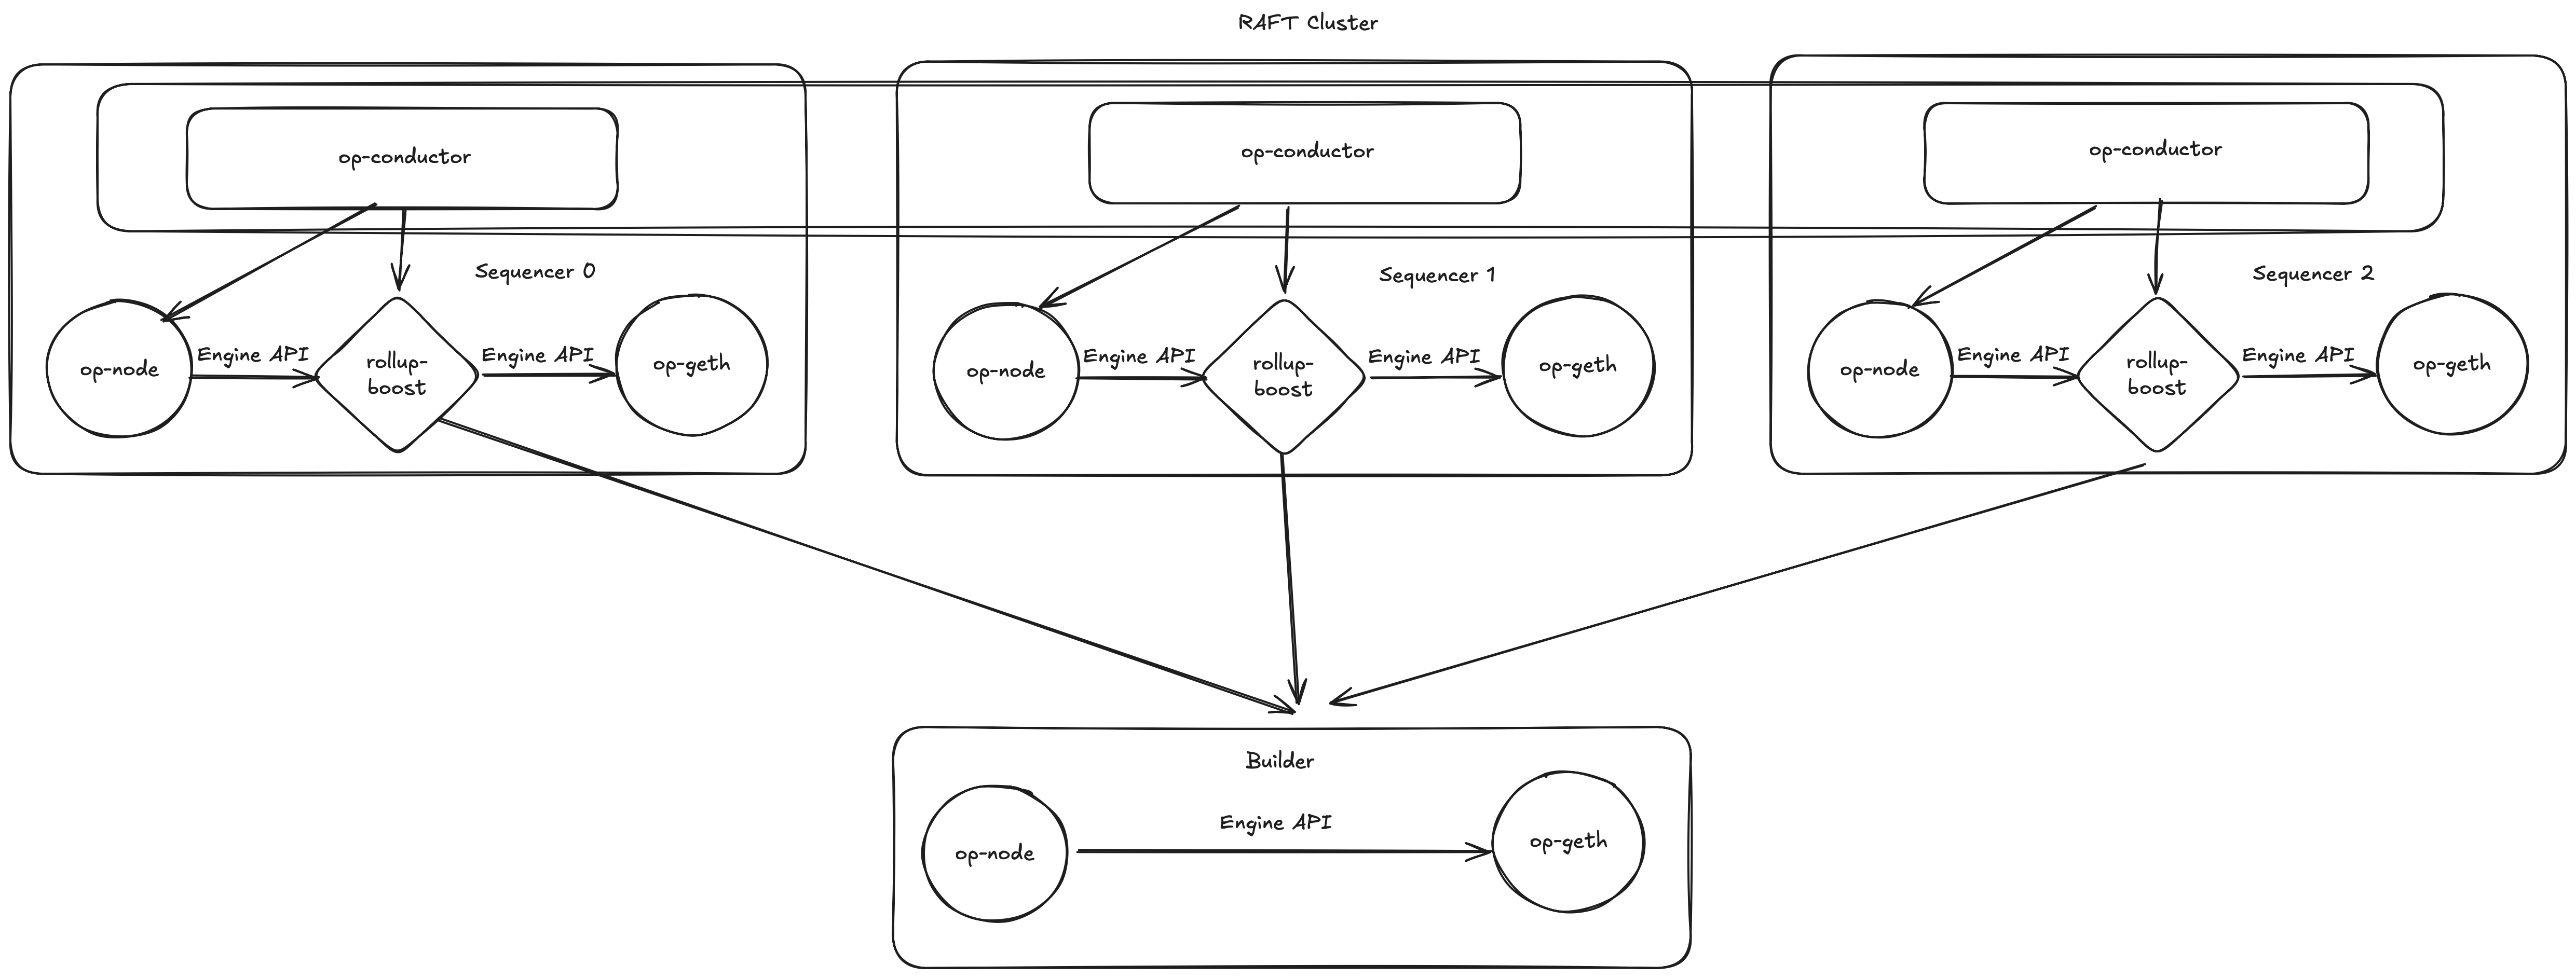 RAFT Cluster
op-conductor
op-conductor
op-conductor
Sequencer 0
Sequencer 1
Sequencer 2
op-node
Engine API
rollup-
boost
Engine API
op-geth
op-node
Engine API
rollup-
boost
Engine API
op-geth
op-node
Engine API
rollup-
boost
Engine API
op-geth
Builder
op-node
Engine API
op-geth